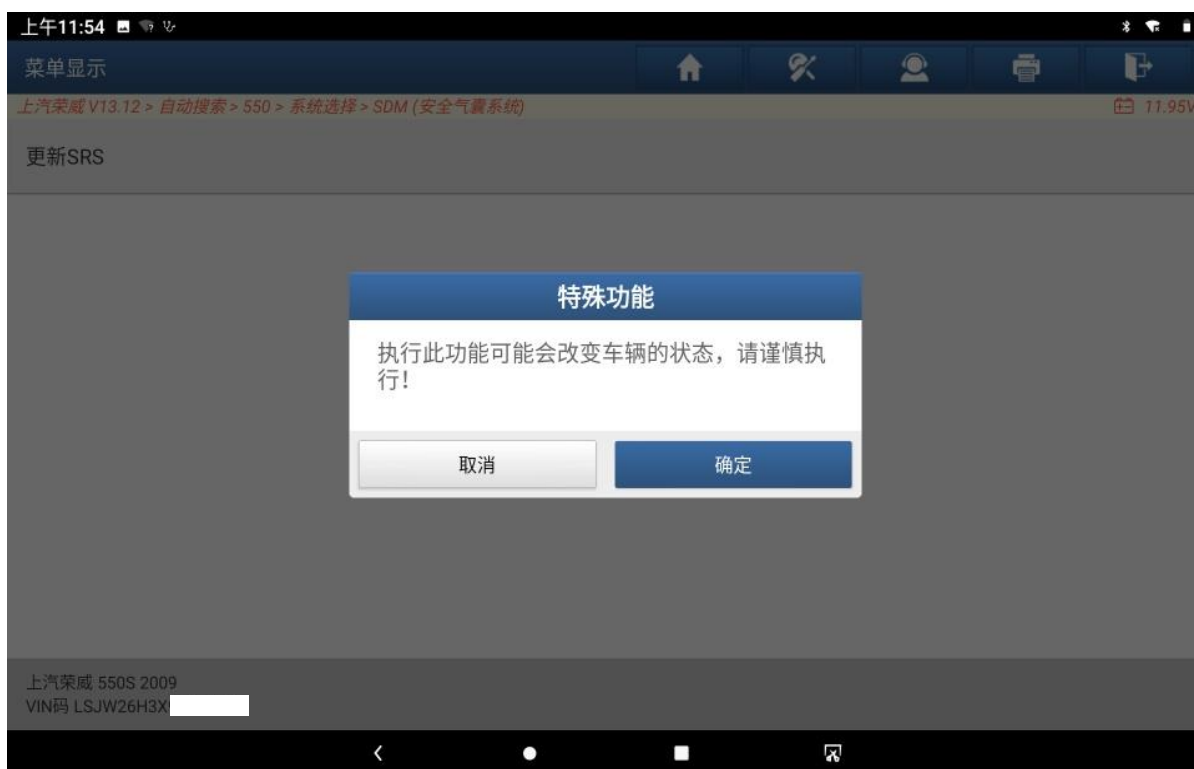 上午11:54
菜单显示
上汽荣威 V13.12 > 自动搜索 > 550 > 系统选择 > SDM (安全气囊系统)
11.95V
更新SRS
特殊功能
执行此功能可能会改变车辆的状态，请谨慎执
行！
取消
确定
上汽荣威 550S 2009
VIN码 LSJW26H3X